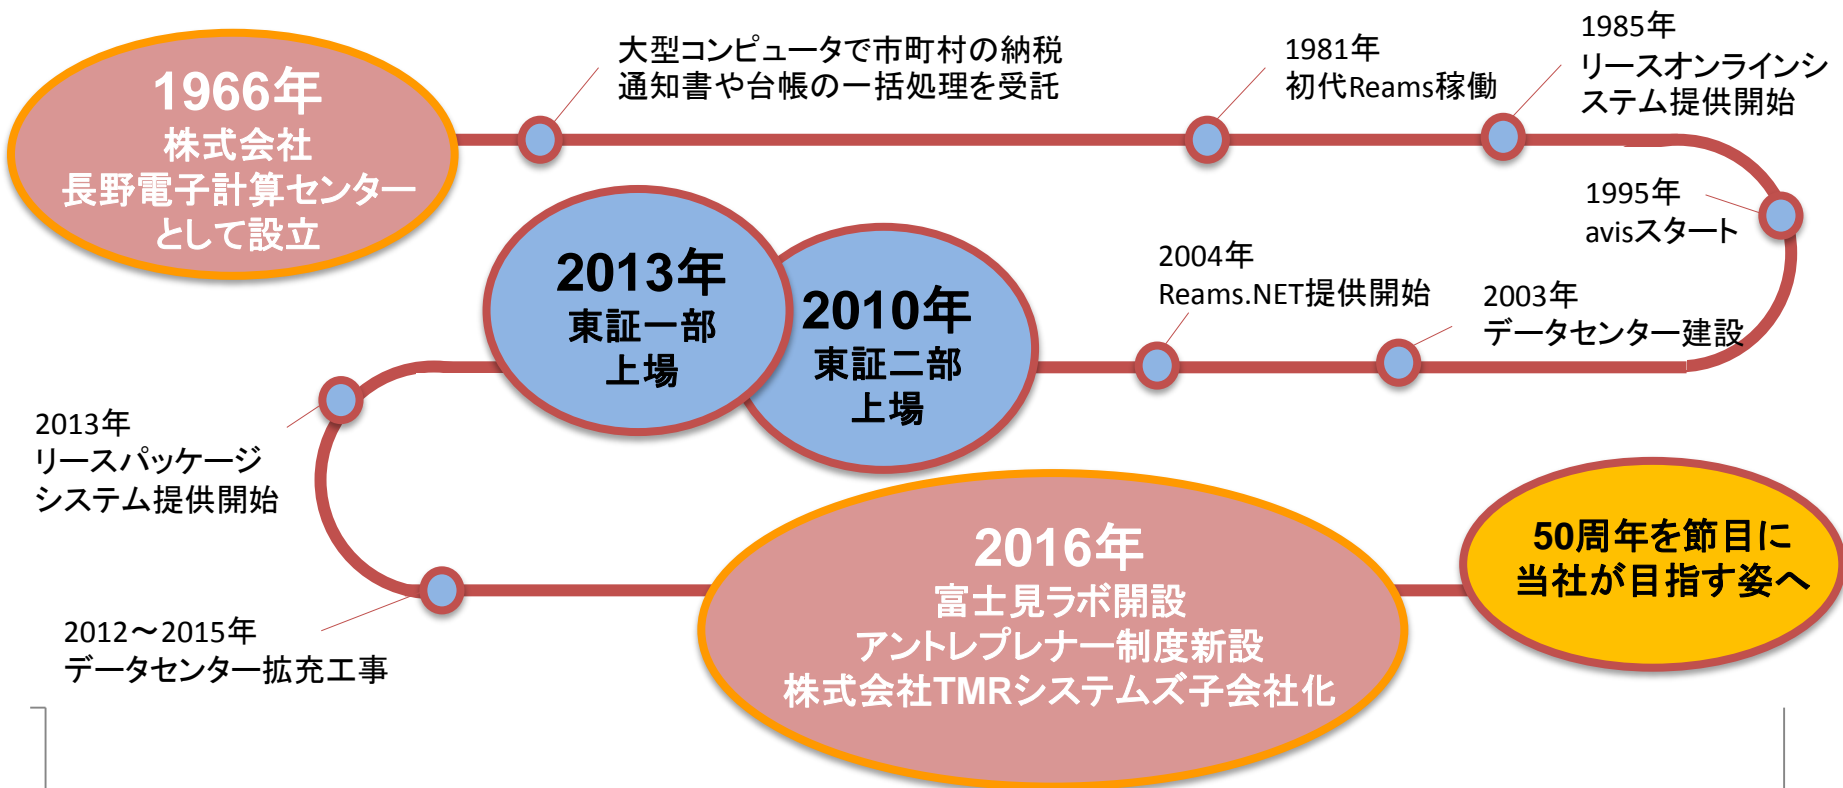 1966年
株式会社
長野電子計算センター
として設立
大型コンピュータで市町村の納税
通知書や台帳の一括処理を受託
1981年
初代Reams稼働
1985年
リースオンラインシ
ステム提供開始
1995年
avisスタート
2003年
データセンター建設
2004年
Reams.NET提供開始
2010年
東証二部
上場
2013年
東証一部
上場
2013年
リースパッケージ
システム提供開始
2012～2015年
データセンター拡充工事
2016年
富士見ラボ開設
アントレプレナー制度新設
株式会社TMRシステムズ子会社化
50周年を節目に
当社が目指す姿へ